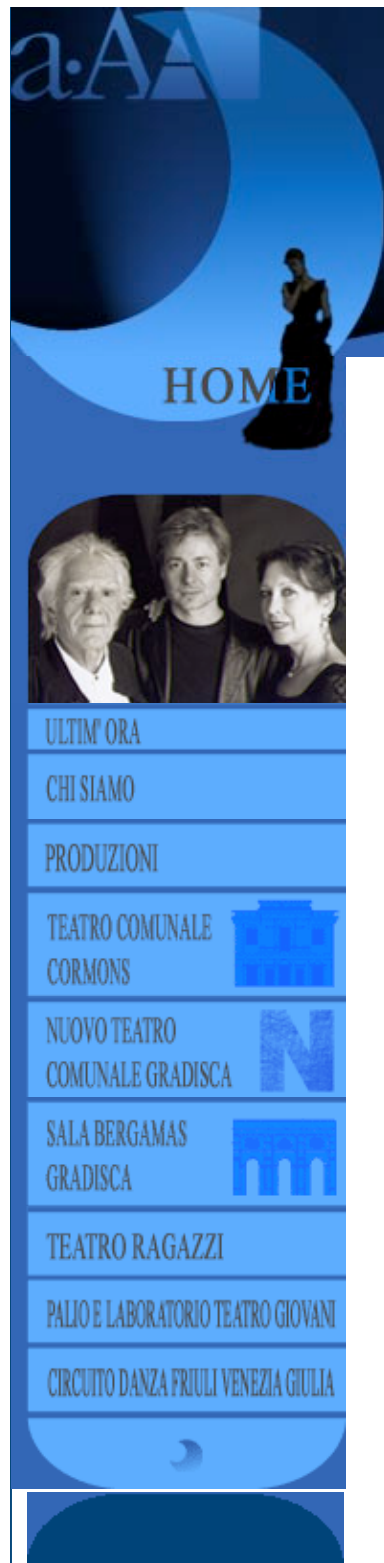 a·AA
HOME
ULTIM' ORA
CHI SIAMO
PRODUZIONI
TEATRO COMUNALE
CORMONS
NUOVO TEATRO
COMUNALE GRADISCA
N
SALA BERGAMAS
GRADISCA
TEATRO RAGAZZI
PALIO E LABORATORIO TEATRO GIOVANI
CIRCUITO DANZA FRIULI VENEZIA GIULIA